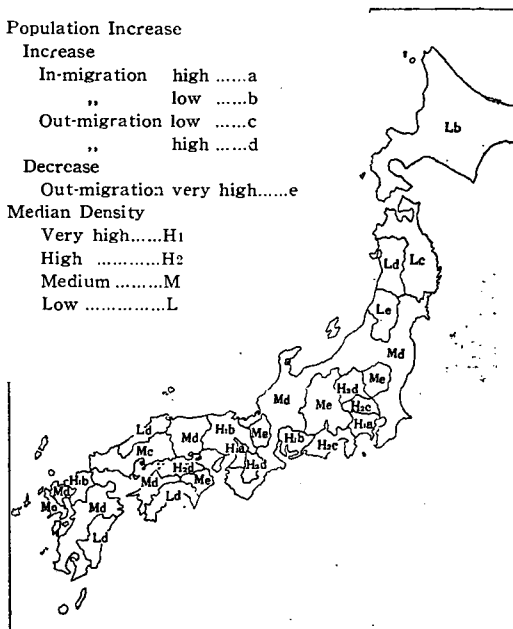 Population Increase
Increase
In-migration high ......a
,, low .....b
Out-migration low ......c
,, high ......d
Decrease
Out-migration very high......e
Median Density
Very high......H1
High ............H2
Medium .........M
Low ...............L
Lb
Ld Lc
Le
Md
H2d Me
Md Me H2c
H1a
Ld Md H1b Me H1b H2c
Mc H1a H2d
H2d
H1b Md Me
Md Md Ld
Mc
Ld